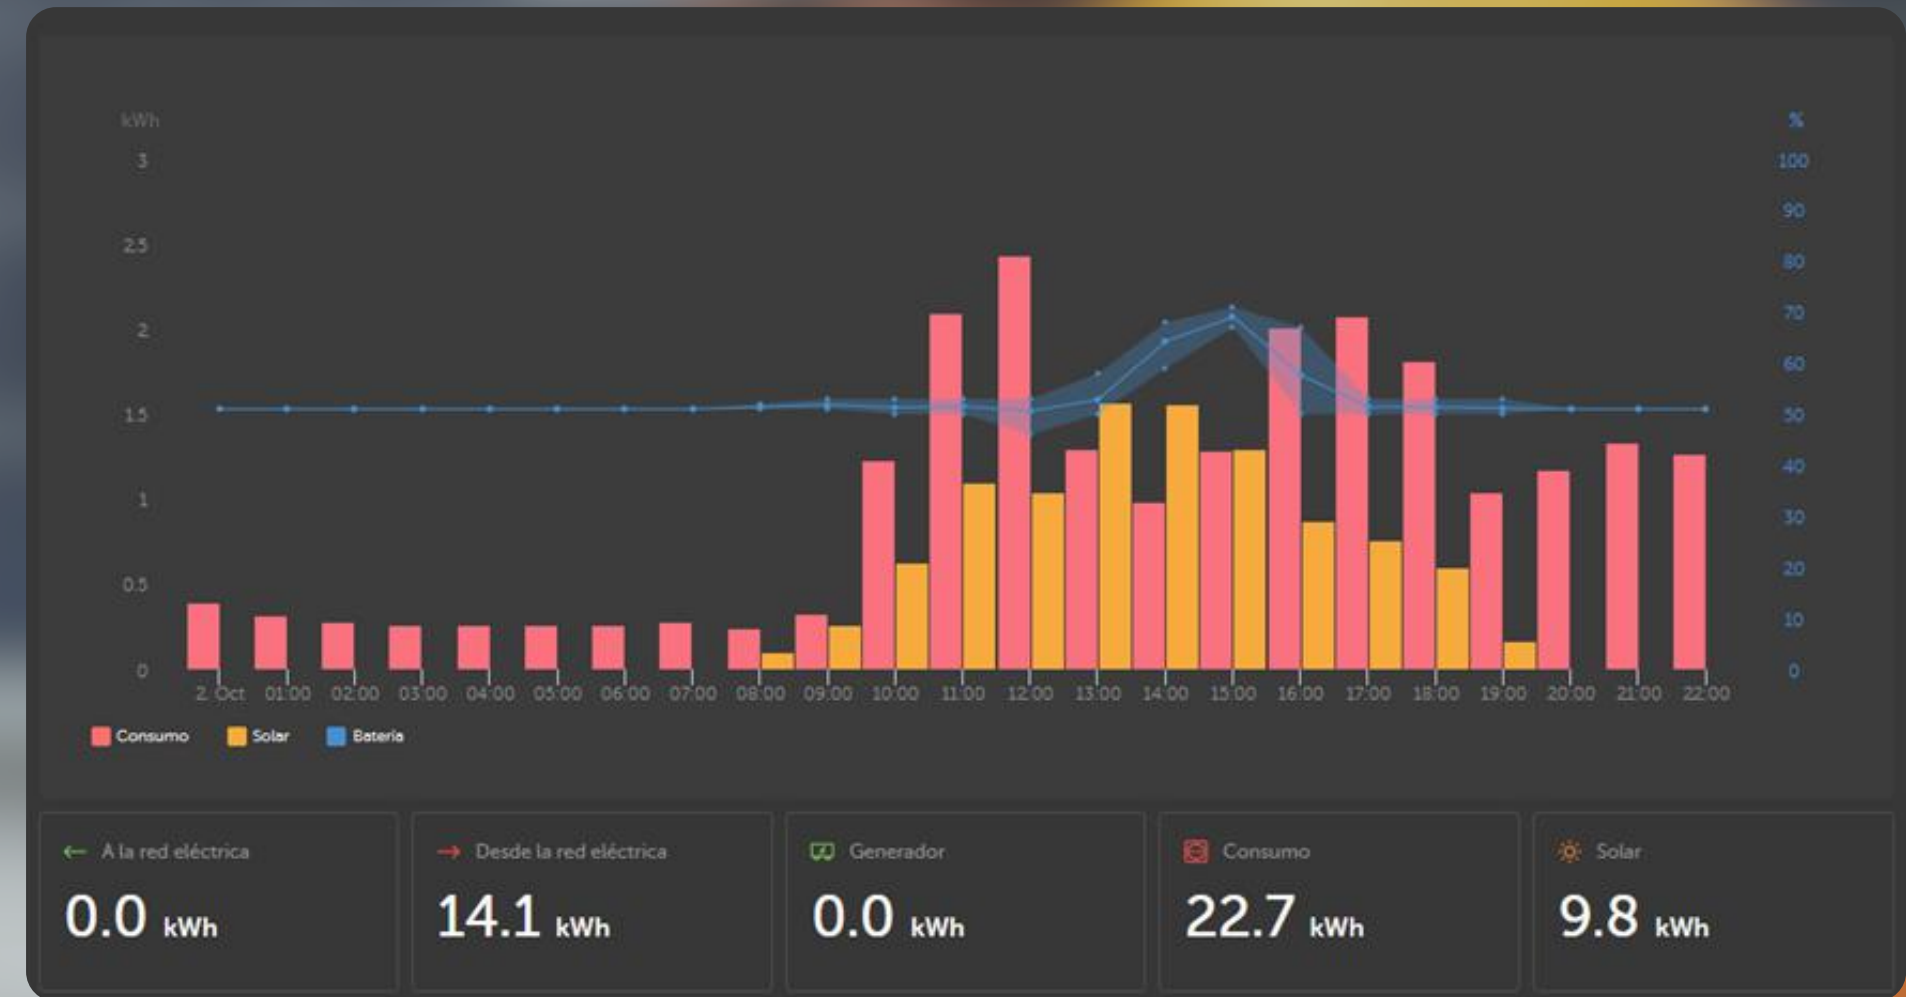 kWh %
3 100
90
2.5
80
2 70
60
1.5 50
40
1
30
0.5
20
10
0 0
2. Oct 01:00 02:00 03:00 04:00 05:00 06:00 07:00 08:00 09:00 10:00 11:00 12:00 13:00 14:00 15:00 16:00 17:00 18:00 19:00 20:00 21:00 22:00
Consumo Solar Batería
A la red eléctrica
0.0 kWh
Desde la red eléctrica
14.1 kWh
Generador
0.0 kWh
Consumo
22.7 kWh
Solar
9.8 kWh